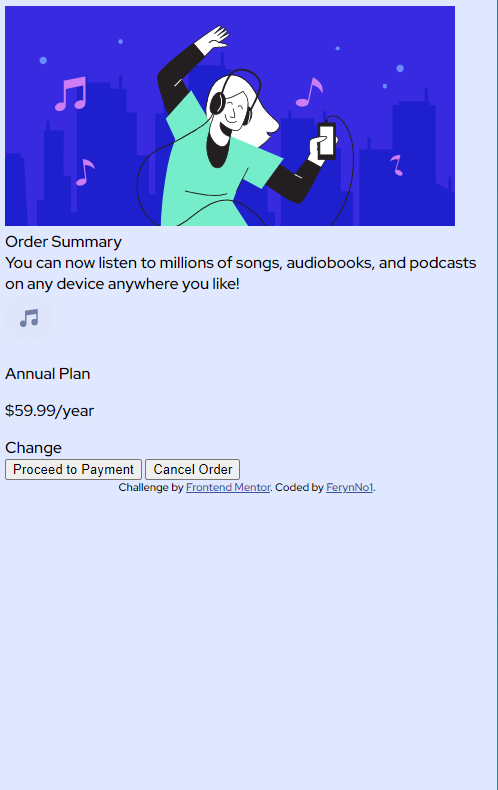 Order Summary
You can now listen to millions of songs, audiobooks, and podcasts
on any device anywhere you like!
Annual Plan
$59.99/year
Change
Proceed to Payment Cancel Order
Challenge by Frontend Mentor. Coded by FerynNo1.